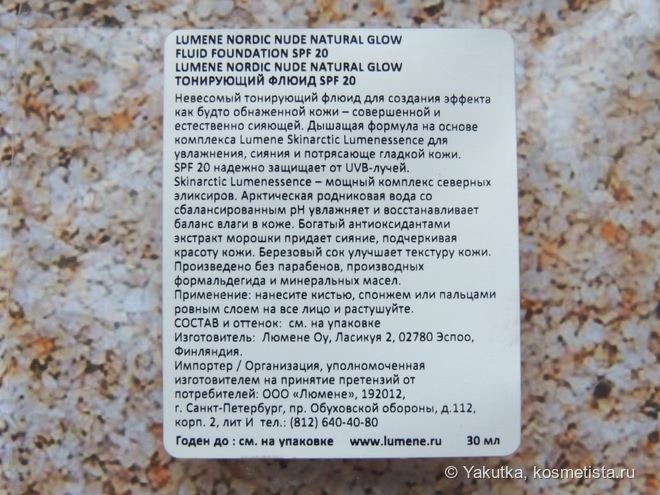 LUMENE NORDIC NUDE NATURAL GLOW
FLUID FOUNDATION SPF 20
LUMENE NORDIC NUDE NATURAL GLOW
ТОНИРУЮЩИЙ ФЛЮИД SPF 20
Невесомый тонирующий флюид для создания эффекта
как будто обнаженной кожи – совершенной и
естественно сияющей. Дышащая формула на основе
комплекса Lumene Skinarctic Lumenessence для
увлажнения, сияния и потрясающе гладкой кожи.
SPF 20 надежно защищает от UVB-лучей.
Skinarctic Lumenessence – мощный комплекс северных
эликсиров. Арктическая родниковая вода со
сбалансированным pH увлажняет и восстанавливает
баланс влаги в коже. Богатый антиоксидантами
экстракт морошки придает сияние, подчеркивая
красоту кожи. Березовый сок улучшает текстуру кожи.
Произведено без парабенов, производных
формальдегида и минеральных масел.
Применение: нанесите кистью, спонжем или пальцами
ровным слоем на все лицо и растушуйте.
СОСТАВ и оттенок: см. на упаковке
Изготовитель: Люмене Оу, Ласикуя 2, 02780 Эспоо,
Финляндия.
Импортер / Организация, уполномоченная
изготовителем на принятие претензий от
потребителей: ООО «Люмене», 192012,
г. Санкт-Петербург, пр. Обуховской обороны, д.112,
корп. 2, лит И тел.: (812) 640-40-80
Годен до : см. на упаковке www.lumene.ru 30 мл
© Yakutka, kosmetista.ru